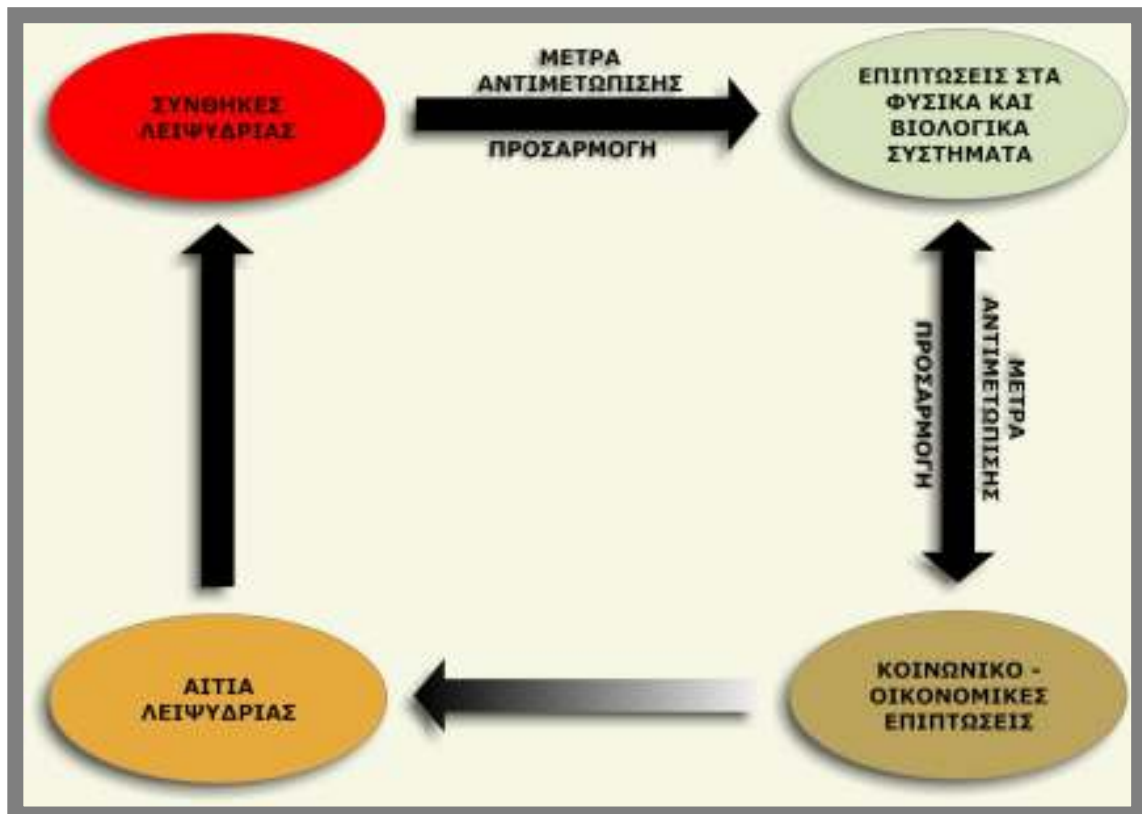 ΣΥΝΘΗΚΕΣ
ΛΕΙΨΥΔΡΙΑΣ
ΜΕΤΡΑ
ΑΝΤΙΜΕΤΩΠΙΣΗΣ
ΠΡΟΣΑΡΜΟΓΗ
ΕΠΙΠΤΩΣΕΙΣ ΣΤΑ
ΦΥΣΙΚΑ ΚΑΙ
ΒΙΟΛΟΓΙΚΑ
ΣΥΣΤΗΜΑΤΑ
ΜΕΤΡΑ
ΑΝΤΙΜΕΤΩΠΙΣΗΣ
ΠΡΟΣΑΡΜΟΓΗ
ΑΙΤΙΑ
ΛΕΙΨΥΔΡΙΑΣ
ΚΟΙΝΩΝΙΚΟ -
ΟΙΚΟΝΟΜΙΚΕΣ
ΕΠΙΠΤΩΣΕΙΣ